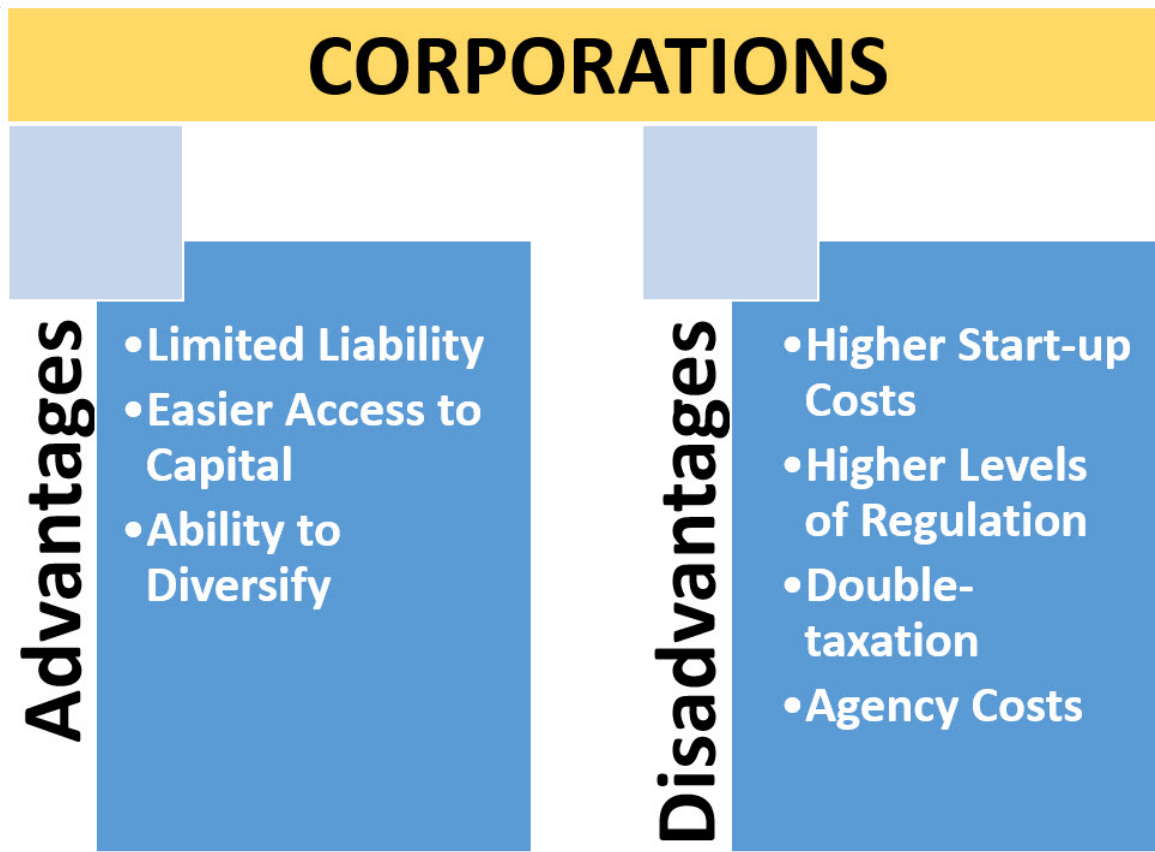 CORPORATIONS
Advantages
•Limited Liability
•Easier Access to
Capital
•Ability to
Diversify
Disadvantages
•Higher Start-up
Costs
•Higher Levels
of Regulation
•Double-
taxation
•Agency Costs